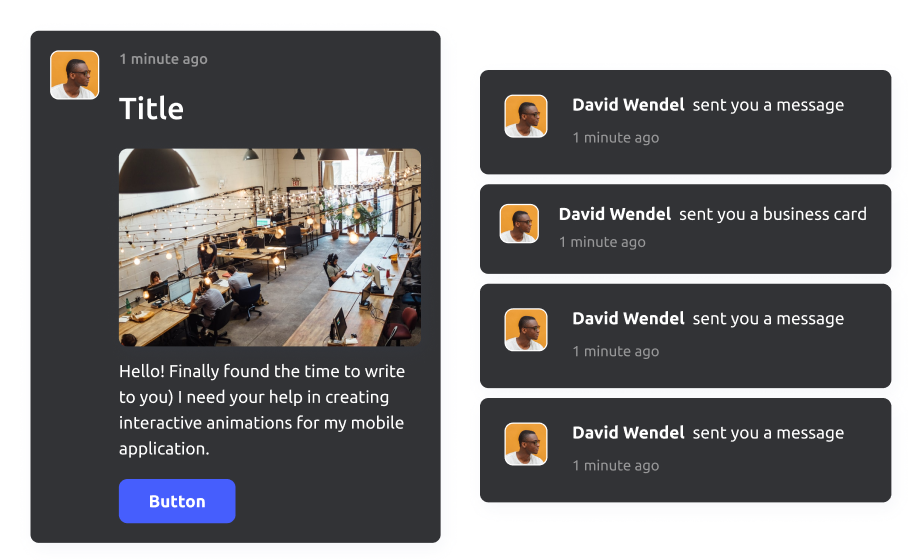 1 minute ago
Title
Hello! Finally found the time to write
to you) I need your help in creating
interactive animations for my mobile
application.
Button
David Wendel sent you a message
1 minute ago
David Wendel sent you a business card
1 minute ago
David Wendel sent you a message
1 minute ago
David Wendel sent you a message
1 minute ago